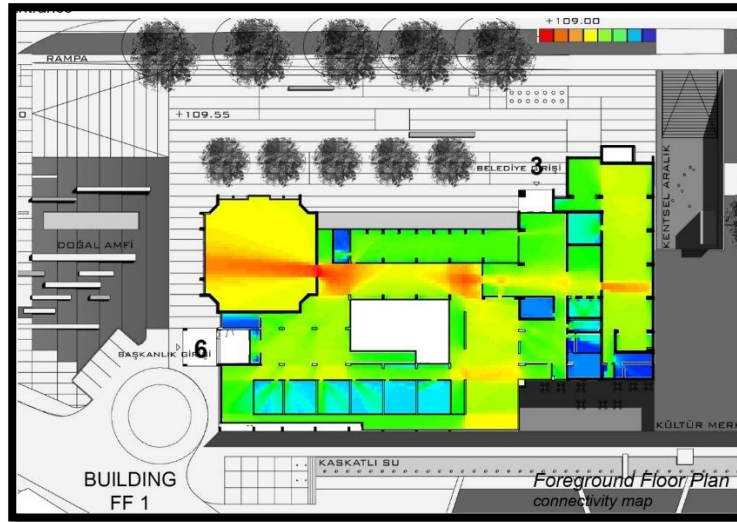 +109.00
RAMPA
+109.55
3
BELEDİYE GİRİŞİ
KENTSEL ARALIK
DOĞAL AMFİ
BAŞKANLIK GİRİŞİ
6
KÜLTÜR MERK
KASKATLI SU
BUILDING
FF 1
Foreground Floor Plan
connectivity map